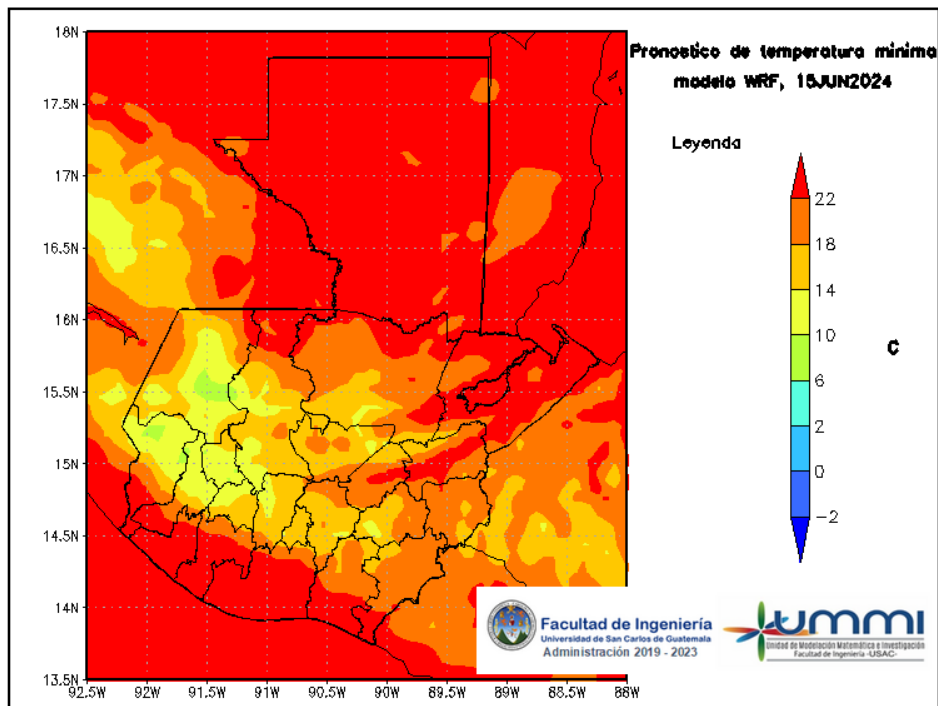 Pronostico de temperatura minima
modelo WRF, 15JUN2024
Leyenda
22
18
14
10
6
2
0
−2
C
18N
17.5N
17N
16.5N
16N
15.5N
15N
14.5N
14N
13.5N
92.5W 92W 91.5W 91W 90.5W 90W 89.5W 89W 88.5W 88W
Facultad de Ingeniería
Universidad de San Carlos de Guatemala
Administración 2019 - 2023
ummi
Unidad de Modelación Matemática e Investigación
Facultad de Ingeniería -USAC-